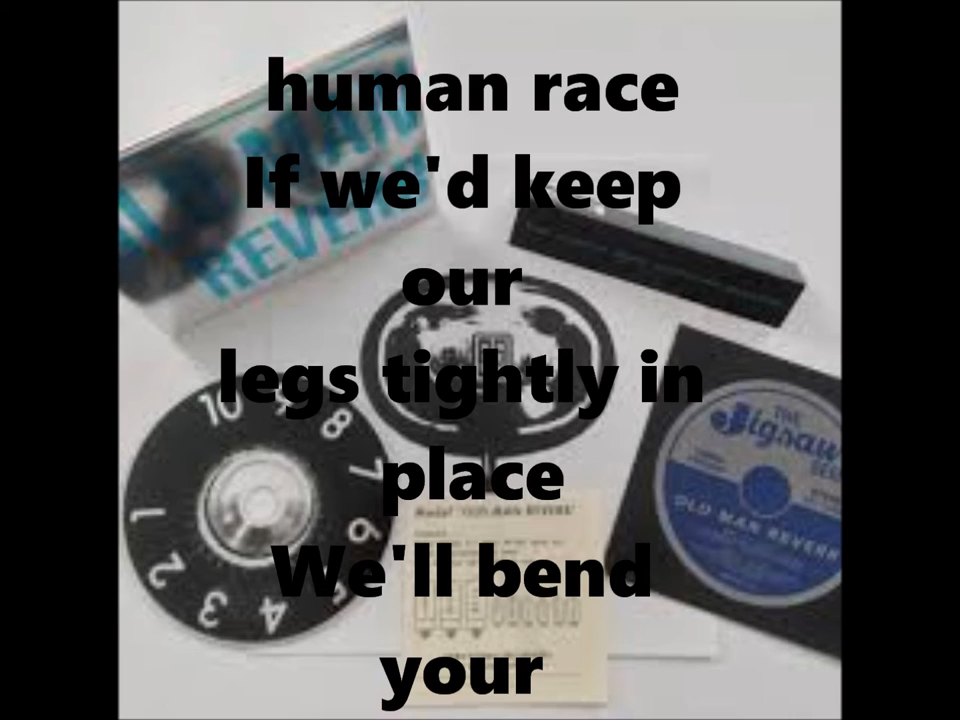 human race
If we'd keep
our
legs tightly in
place
We'll bend
your
OLD MAN
REVERB
THE
Jigsaw
OLD MAN REVERB
10
8
7
6
1
2
3
4